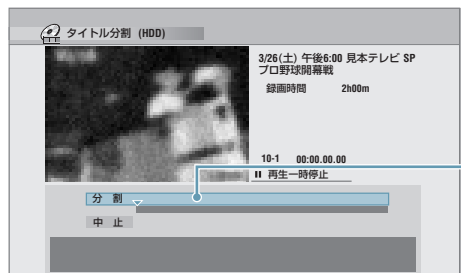 タイトル分割 (HDD)
3/26(土) 午後6:00 見本テレビ SP
プロ野球開幕戦
録画時間 2h00m
10-1 00:00.00.00
再生一時停止
分 割
中 止